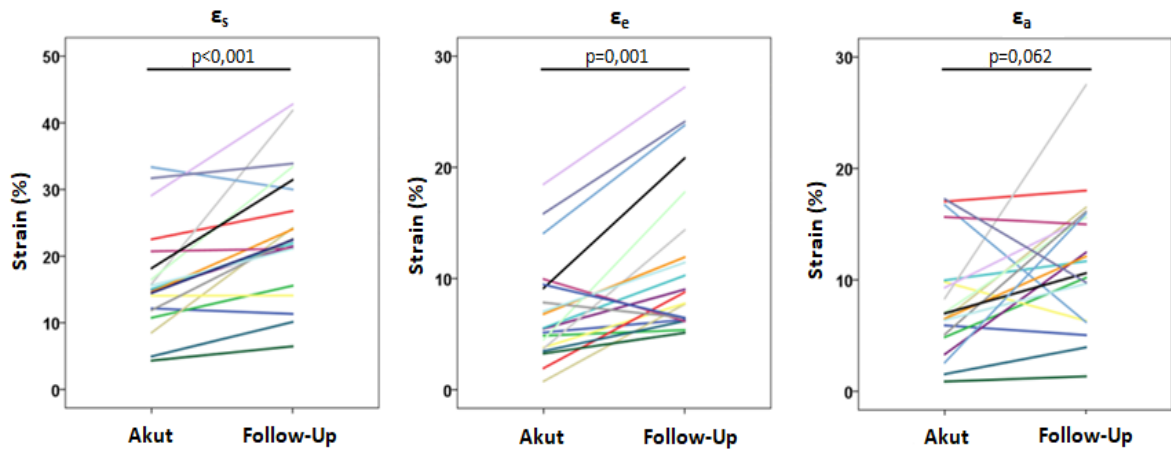 εs
p<0,001
50
40
30
20
10
0
Strain (%)
Akut Follow-Up
εe
p=0,001
30
20
10
0
Strain (%)
Akut Follow-Up
εa
p=0,062
30
20
10
0
Strain (%)
Akut Follow-Up